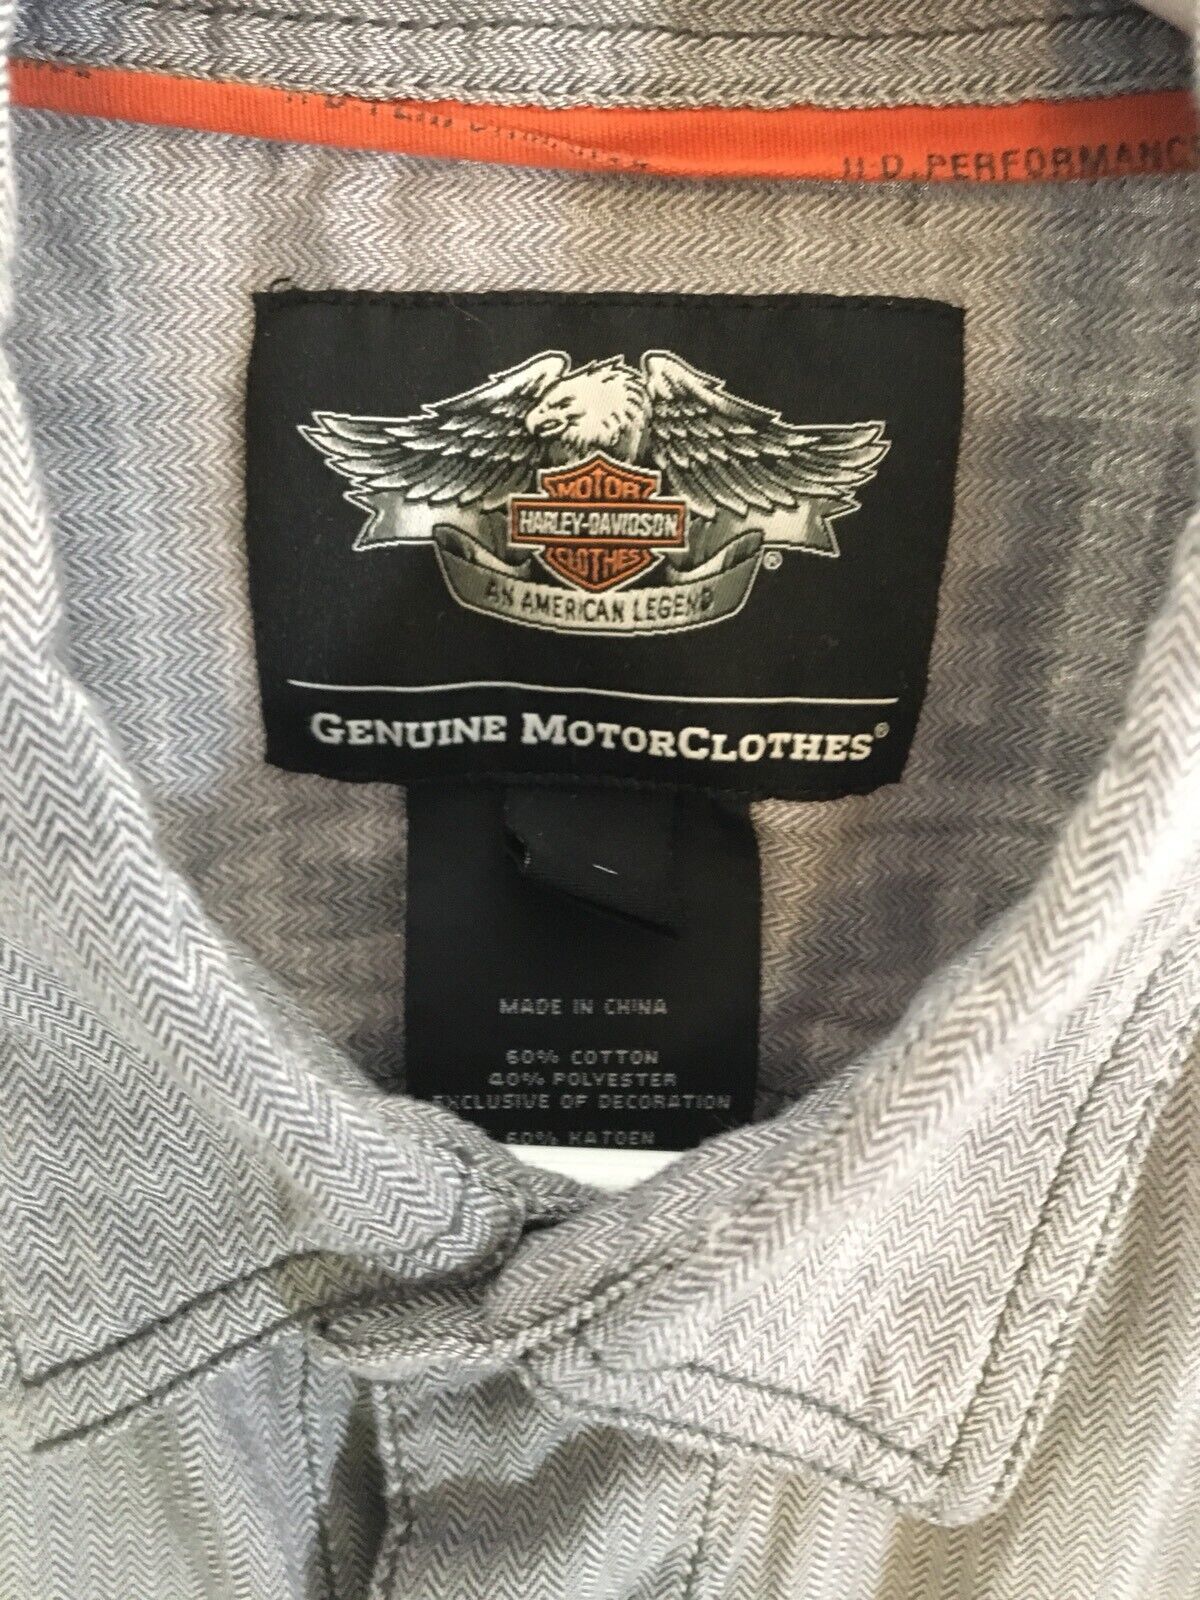 H-D PERFORMANCE
H-D PERFORMANC
MOTOR
HARLEY-DAVIDSON
CLOTHES
®
AN AMERICAN LEGEND
GENUINE MOTORCLOTHES®
MADE IN CHINA
60% COTTON
40% POLYESTER
EXCLUSIVE OF DECORATION
60% KATOEN